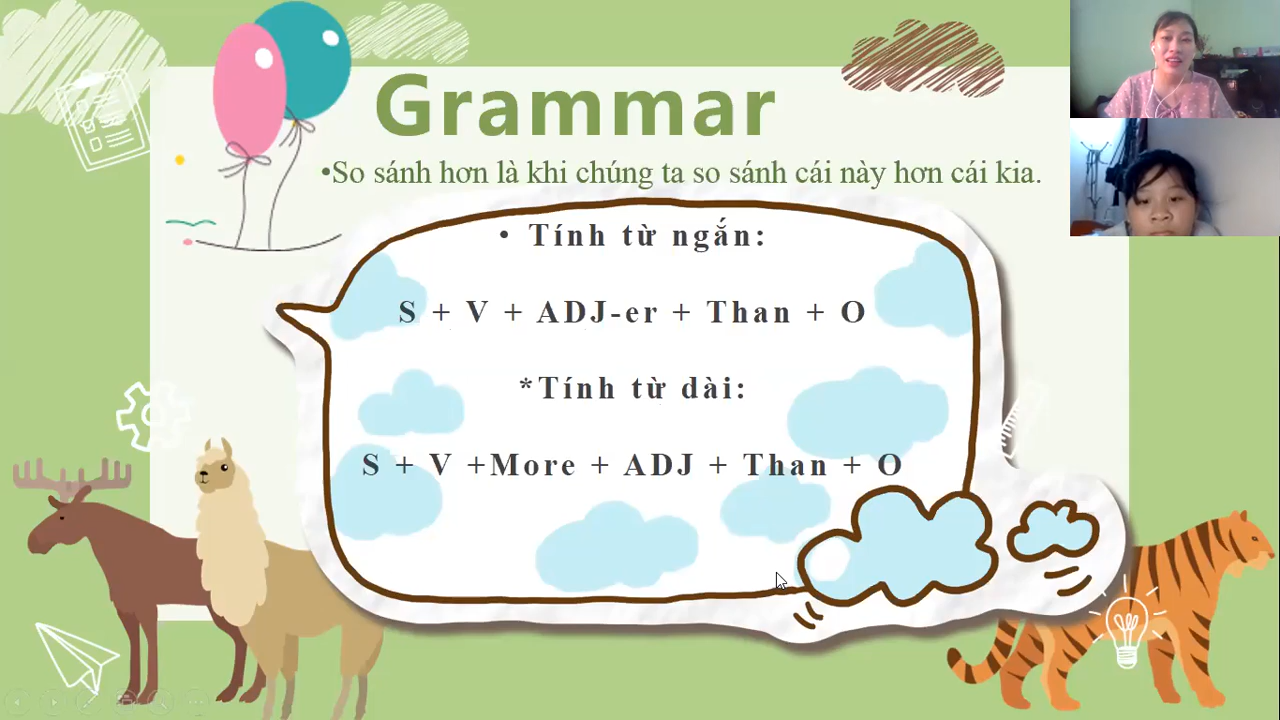 Grammar
•So sánh hơn là khi chúng ta so sánh cái này hơn cái kia.
• Tính từ ngắn:
S + V + ADJ-er + Than + O
*Tính từ dài:
S + V +More + ADJ + Than + O